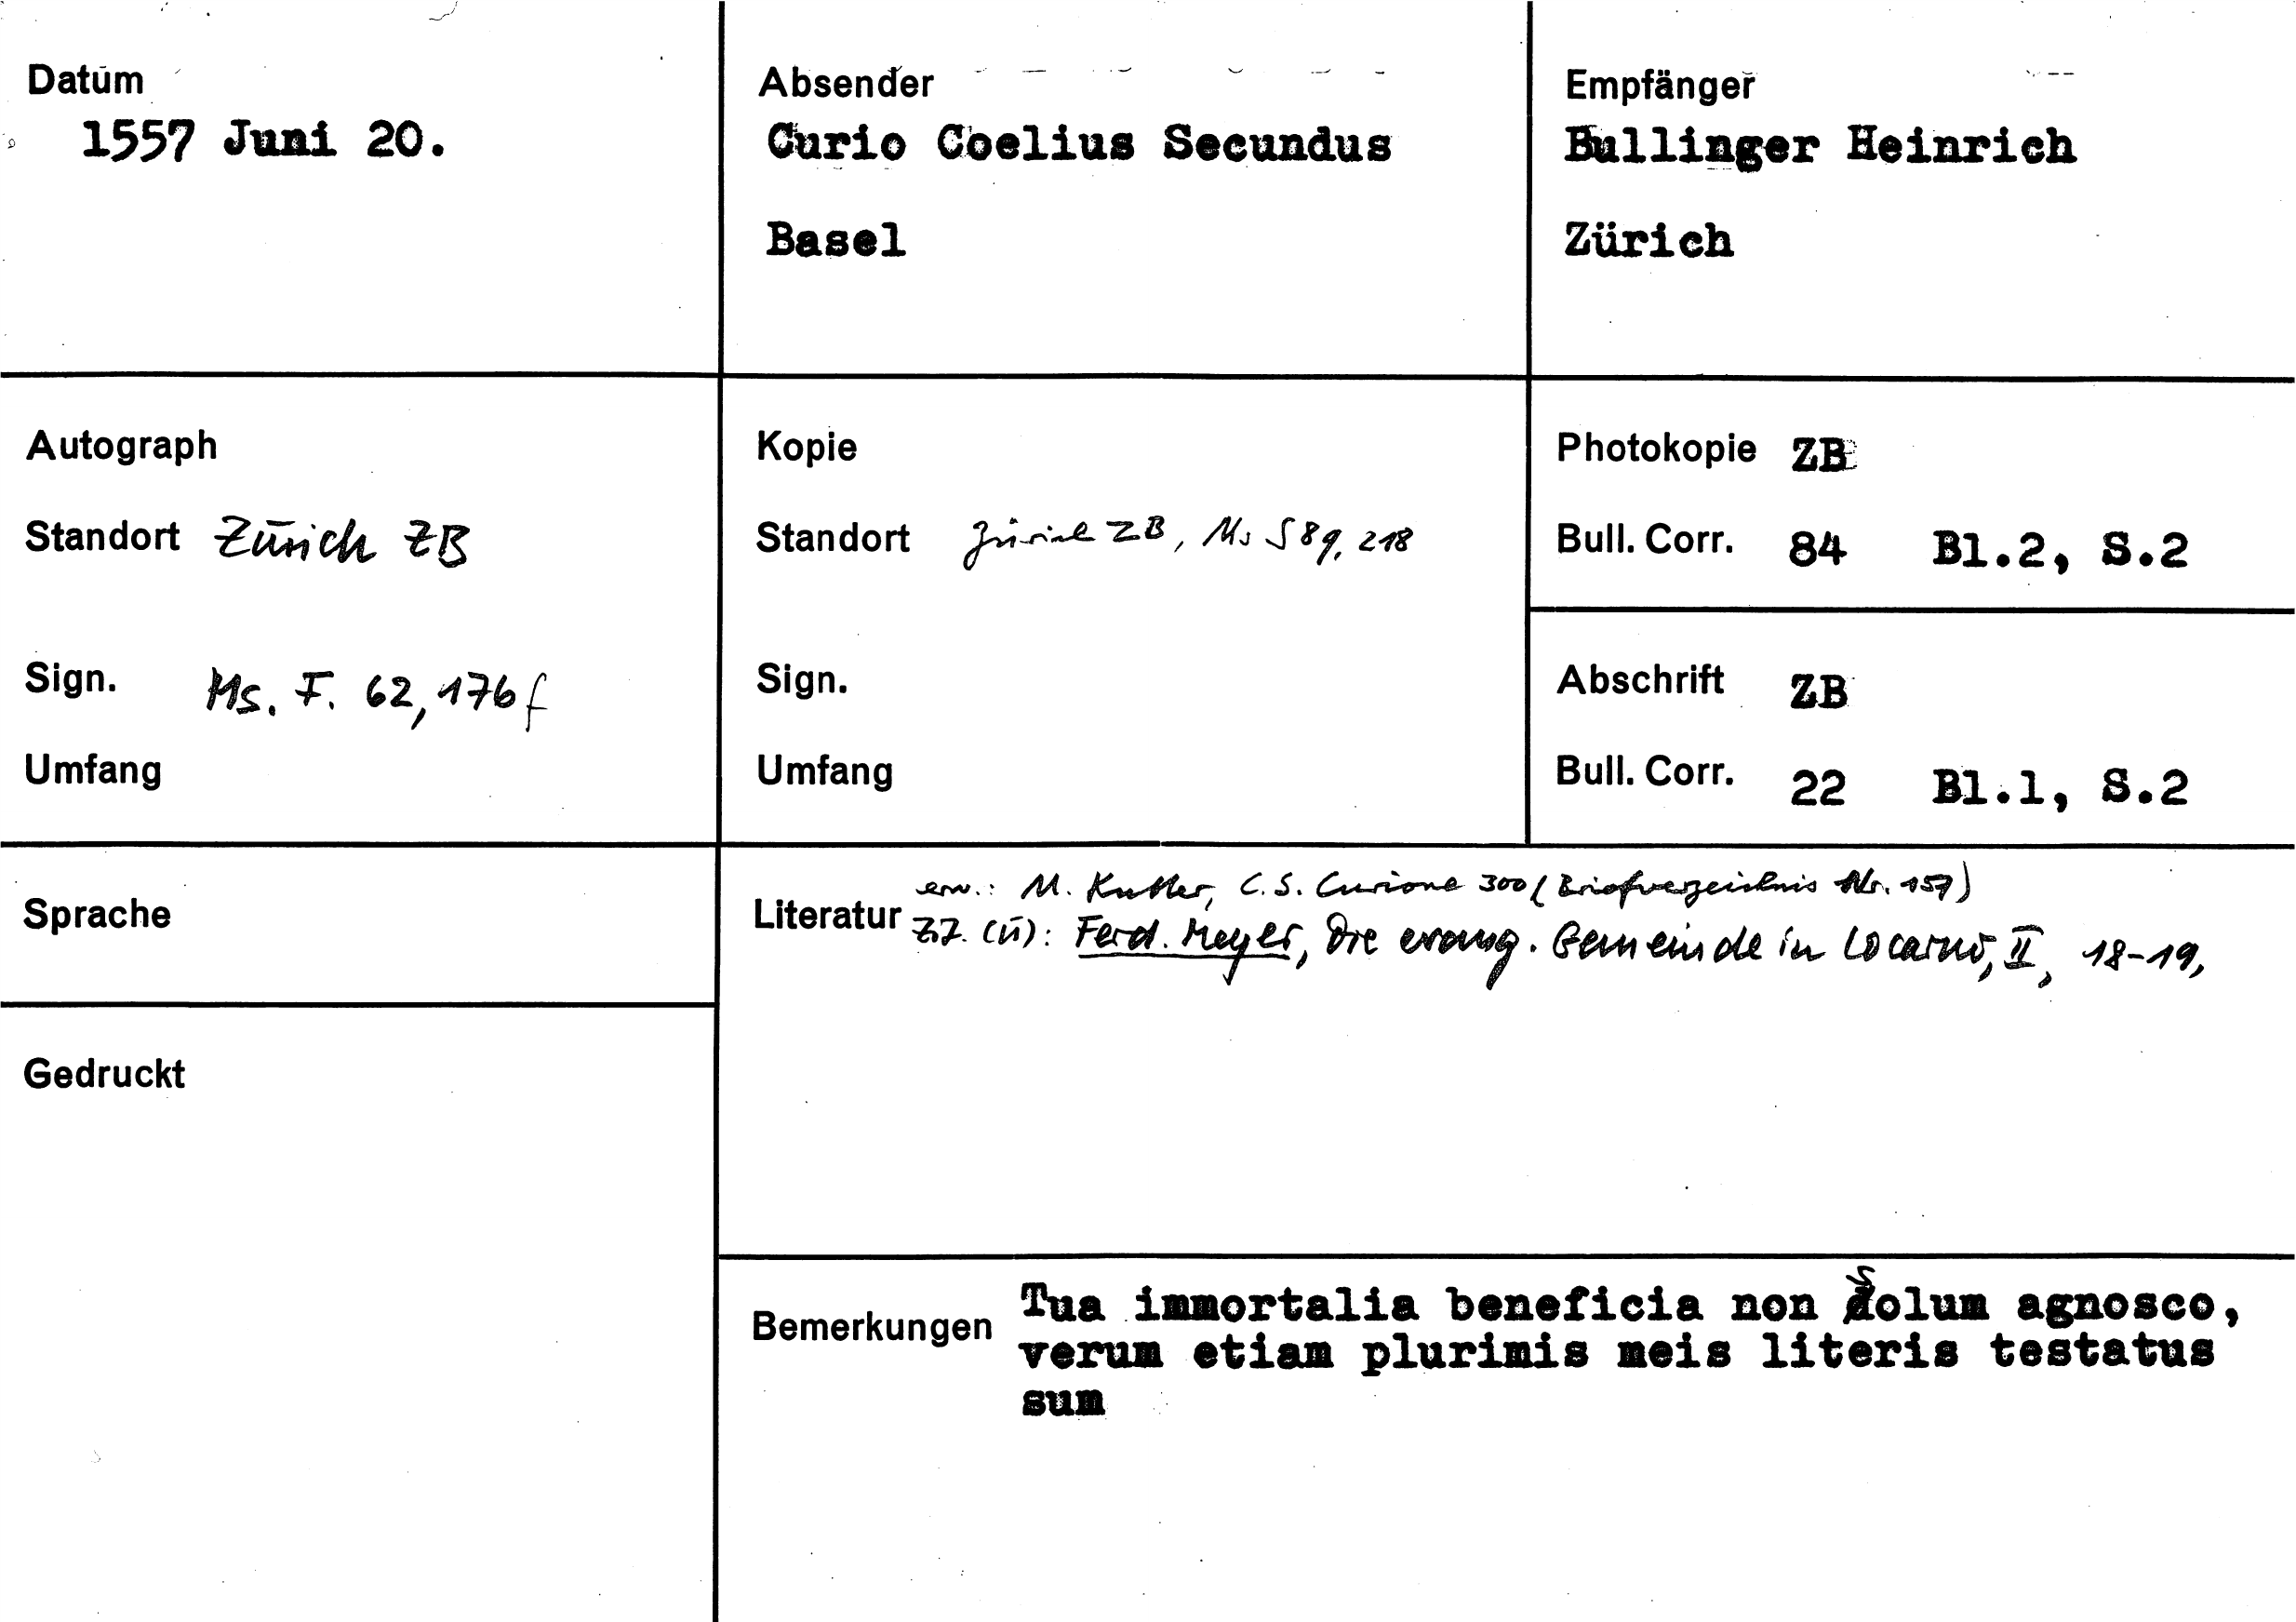 Datum
1557 Juni 20.
Absender
Curio Coelius Secundus
Basel
Empfänger
Bullinger Heinrich
Zürich
Autograph
Standort Zürich ZB
Sign. Ms. F. 62, 176 f
Umfang
Kopie
Standort Zürich ZB, Ms S 89, 218
Sign.
Umfang
Photokopie ZB
Bull. Corr. 84 Bl.2, S.2
Abschrift ZB
Bull. Corr. 22 Bl.1, S.2
Sprache
Gedruckt
erw.: M. Kutter, C. S. Curione 300 (Briefverzeichnis Nr. 157)
Literatur (ü): Ferd. Meyer, Die evang. Gemeinde in Locarno, II, 18-19,
Bemerkungen Tua immortalia beneficia non solum agnosco,
verum etiam plurimis meis literis testatus
sum